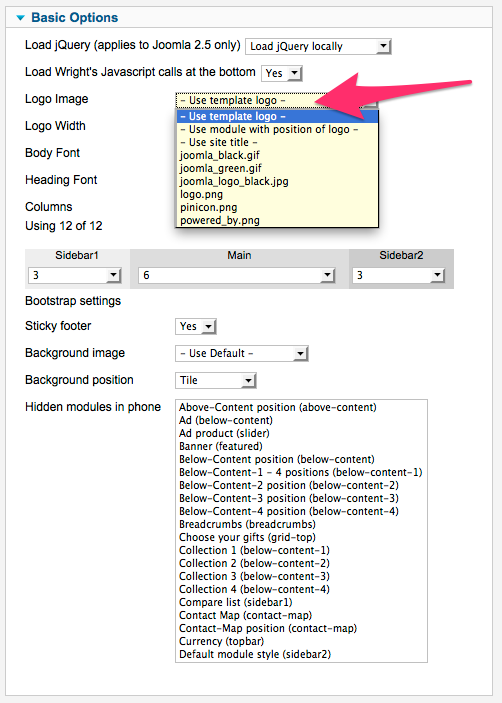 Basic Options
Load jQuery (applies to Joomla 2.5 only) Load jQuery locally
Load Wright's Javascript calls at the bottom Yes
Logo Image - Use template logo -
- Use template logo -
Logo Width - Use module with position of logo -
- Use site title -
Body Font joomla_black.gif
joomla_green.gif
Heading Font joomla_logo_black.jpg
logo.png
Columns pinicon.png
Using 12 of 12 powered_by.png
Sidebar1 Main Sidebar2
3 6 3
Bootstrap settings
Sticky footer Yes
Background image - Use Default -
Background position Tile
Hidden modules in phone Above-Content position (above-content)
Ad (below-content)
Ad product (slider)
Banner (featured)
Below-Content position (below-content)
Below-Content-1 - 4 positions (below-content-1)
Below-Content-2 position (below-content-2)
Below-Content-3 position (below-content-3)
Below-Content-4 position (below-content-4)
Breadcrumbs (breadcrumbs)
Choose your gifts (grid-top)
Collection 1 (below-content-1)
Collection 2 (below-content-2)
Collection 3 (below-content-3)
Collection 4 (below-content-4)
Compare list (sidebar1)
Contact Map (contact-map)
Contact-Map position (contact-map)
Currency (topbar)
Default module style (sidebar2)